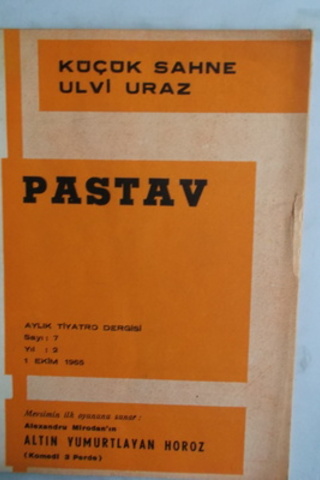 KÜÇÜK SAHNE
ULVİ URAZ
PASTAV
AYLIK TİYATRO DERGİSİ
Sayı : 7
Yıl : 2
1 EKİM 1965
Mevsimin ilk oyununu sunar :
Alexandru Mirodan'ın
ALTIN YUMURTLAYAN HOROZ
(Komedi 3 Perde)